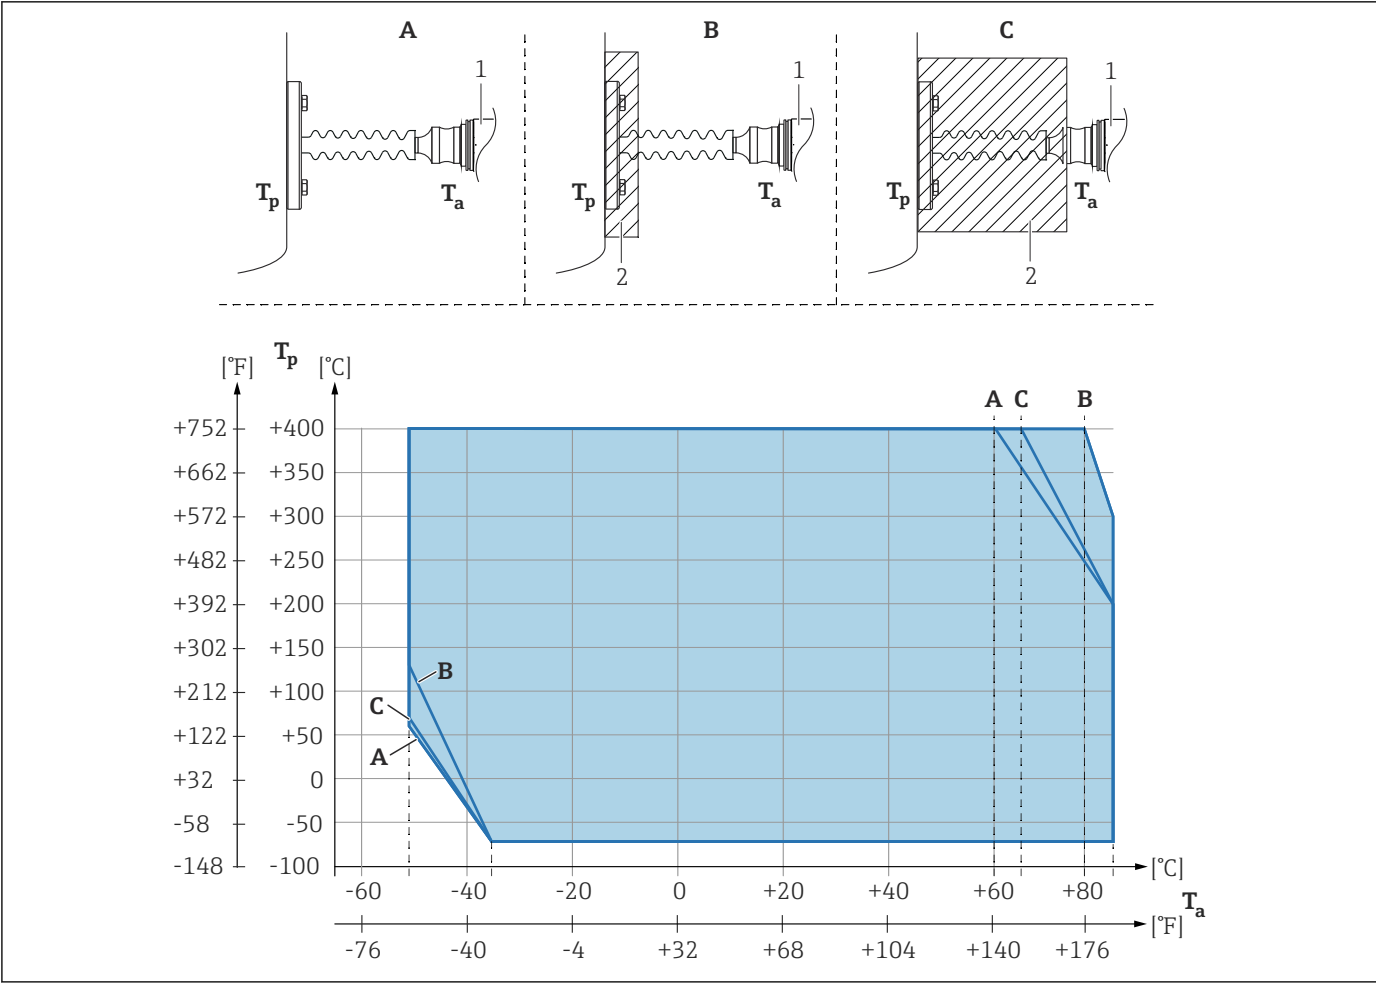 A B C
1 1 1
Tp Ta Tp Ta Tp Ta
2 2
Tp
[°F] [°C]
A C B
+752 +400
+662 +350
+572 +300
+482 +250
+392 +200
+302 +150
B
+212 +100
C
+122 +50
A
+32 0
-58 -50
-148 -100
[°C]
-60 -40 -20 0 +20 +40 +60 +80
Ta
[°F]
-76 -40 -4 +32 +68 +104 +140 +176